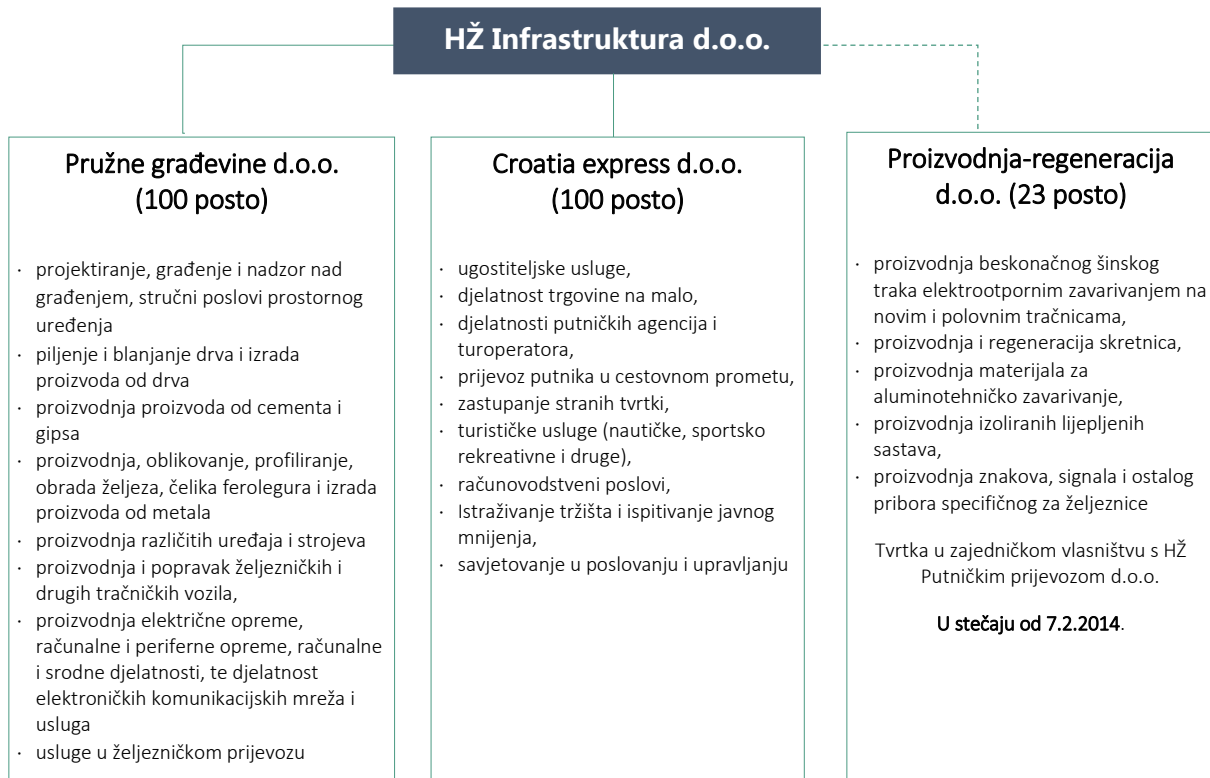 HŽ Infrastruktura d.o.o.
Pružne građevine d.o.o.
(100 posto)
· projektiranje, građenje i nadzor nad
građenjem, stručni poslovi prostornog
uređenja
· piljenje i blanjanje drva i izrada
proizvoda od drva
· proizvodnja proizvoda od cementa i
gipsa
· proizvodnja, oblikovanje, profiliranje,
obrada željeza, čelika ferolegura i izrada
proizvoda od metala
· proizvodnja različitih uređaja i strojeva
· proizvodnja i popravak željezničkih i
drugih tračničkih vozila,
· proizvodnja električne opreme,
računalne i periferne opreme, računalne
i srodne djelatnosti, te djelatnost
elektroničkih komunikacijskih mreža i
usluga
· usluge u željezničkom prijevozu
Croatia express d.o.o.
(100 posto)
· ugostiteljske usluge,
· djelatnost trgovine na malo,
· djelatnosti putničkih agencija i
turoperatora,
· prijevoz putnika u cestovnom prometu,
· zastupanje stranih tvrtki,
· turističke usluge (nautičke, sportsko
rekreativne i druge),
· računovodstveni poslovi,
· Istraživanje tržišta i ispitivanje javnog
mnijenja,
· savjetovanje u poslovanju i upravljanju
Proizvodnja-regeneracija
d.o.o. (23 posto)
· proizvodnja beskonačnog šinskog
traka elektrootpornim zavarivanjem na
novim i polovnim tračnicama,
· proizvodnja i regeneracija skretnica,
· proizvodnja materijala za
aluminotehničko zavarivanje,
· proizvodnja izoliranih lijepljenih
sastava,
· proizvodnja znakova, signala i ostalog
pribora specifičnog za željeznice
Tvrtka u zajedničkom vlasništvu s HŽ
Putničkim prijevozom d.o.o.
U stečaju od 7.2.2014.